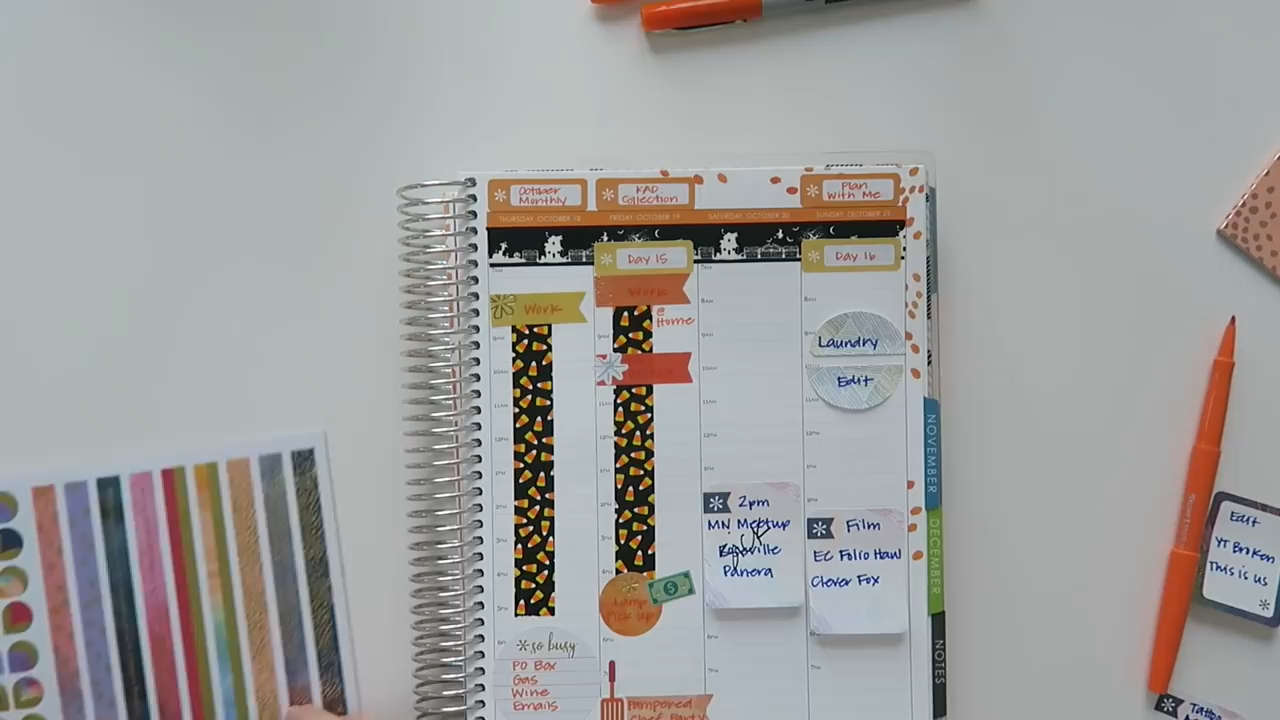 October
Monthly
KAD
Collection
Plan
With Me
THURSDAY, OCTOBER 18
FRIDAY, OCTOBER 19
SATURDAY, OCTOBER 20
SUNDAY, OCTOBER 21
Day 15
Day 16
Work
Work
@
Home
Laundry
Edit
2pm
MN Meetup
Panera
Film
EC Folio Haul
Clever Fox
Lamp
Pick Up
so busy
PO Box
Gas
Wine
Emails
Pampered
Chef Party
NOVEMBER
DECEMBER
NOTES
Edit
YT Broken
This is us
Tattoo